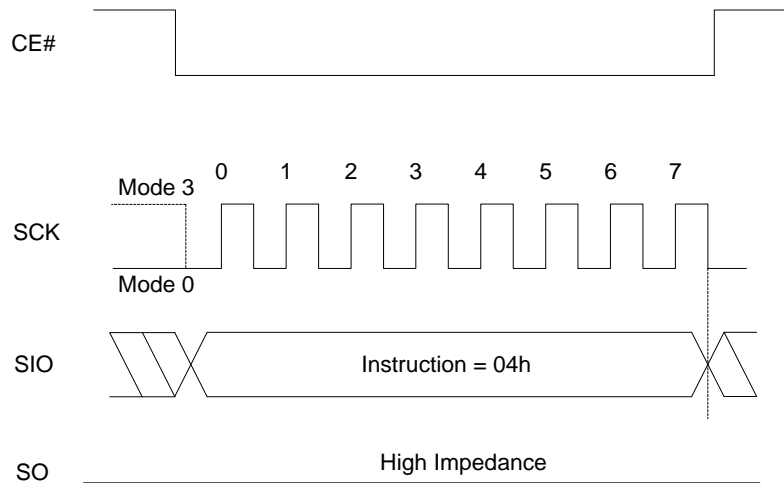 CE#
0 1 2 3 4 5 6 7
Mode 3
SCK
Mode 0
SIO
Instruction = 04h
High Impedance
SO